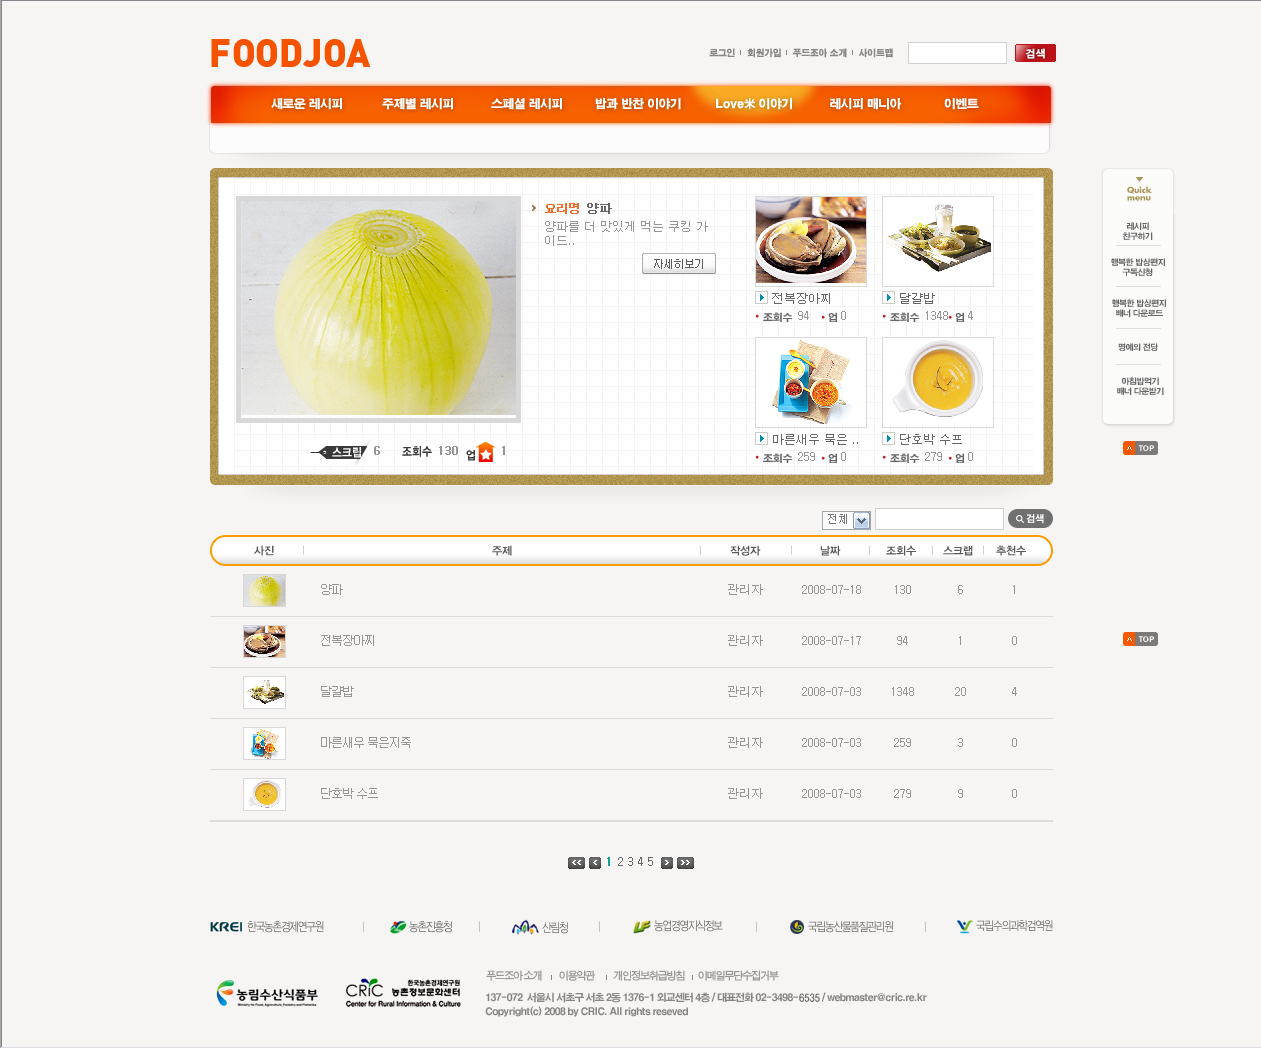 FOODJOA
로그인 회원가입 푸드조아 소개 사이트맵 검색
새로운 레시피 주제별 레시피 스페셜 레시피 밥과 반찬 이야기 Love米 이야기 레시피 매니아 이벤트
Quick menu
레시피 친구하기
행복한 밥상편지 구독신청
행복한 밥상편지 배너 다운로드
명예의 전당
아침밥먹기 배너 다운받기
TOP
요리명 양파
양파를 더 맛있게 먹는 쿠킹 가
이드..
자세히보기
스크랩 6 조회수 130 업 1
전복장아찌
조회수 94 업 0
달걀밥
조회수 1348 업 4
마른새우 묵은 ..
조회수 259 업 0
단호박 수프
조회수 279 업 0
전체 검색
사진 주제 작성자 날짜 조회수 스크랩 추천수
양파 관리자 2008-07-18 130 6 1
전복장아찌 관리자 2008-07-17 94 1 0
TOP
달걀밥 관리자 2008-07-03 1348 20 4
마른새우 묵은지죽 관리자 2008-07-03 259 3 0
단호박 수프 관리자 2008-07-03 279 9 0
1 2 3 4 5
KREI 한국농촌경제연구원 농촌진흥청 산림청 농업경영지식정보 국립농산물품질관리원 국립수의과학검역원
농림수산식품부
Ministry for Food, Agriculture, Forestry and Fisheries
CRIC 한국농촌경제연구원 농촌정보문화센터
Center for Rural Information & Culture
푸드조아 소개 이용약관 개인정보취급방침 이메일무단수집거부
137-072 서울시 서초구 서초 2동 1376-1 외교센터 4층 / 대표전화 02-3498-6535 / webmaster@cric.re.kr
Copyright(c) 2008 by CRIC. All rights reseved